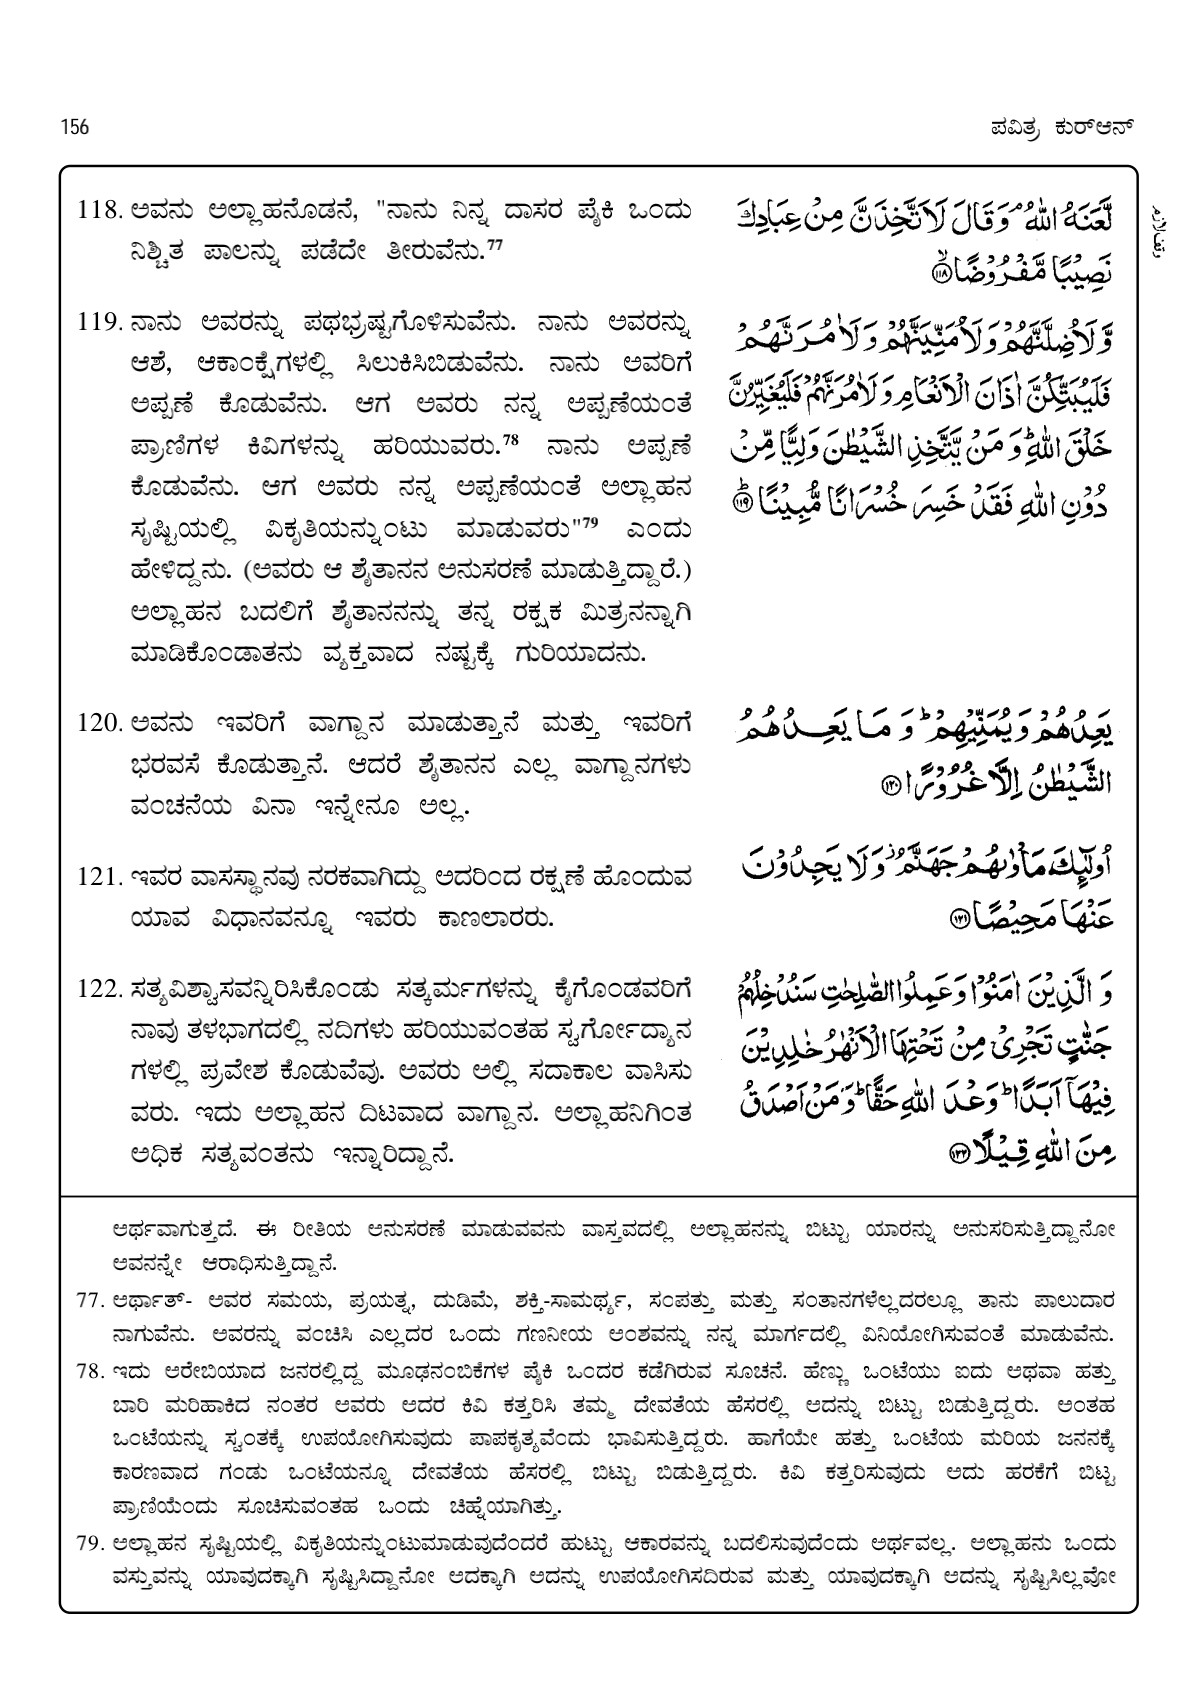 156
ಪವಿತ್ರ ಕುರ್‌ಆನ್
118. ಅವನು ಅಲ್ಲಾಹನೊಡನೆ, "ನಾನು ನಿನ್ನ ದಾಸರ ಪೈಕಿ ಒಂದು
ನಿಶ್ಚಿತ ಪಾಲನ್ನು ಪಡೆದೇ ತೀರುವೆನು.77
119. ನಾನು ಅವರನ್ನು ಪಥಭ್ರಷ್ಟಗೊಳಿಸುವೆನು. ನಾನು ಅವರನ್ನು
ಆಶೆ, ಆಕಾಂಕ್ಷೆಗಳಲ್ಲಿ ಸಿಲುಕಿಸಿಬಿಡುವೆನು. ನಾನು ಅವರಿಗೆ
ಅಪ್ಪಣೆ ಕೊಡುವೆನು. ಆಗ ಅವರು ನನ್ನ ಅಪ್ಪಣೆಯಂತೆ
ಪ್ರಾಣಿಗಳ ಕಿವಿಗಳನ್ನು ಹರಿಯುವರು.78 ನಾನು ಅಪ್ಪಣೆ
ಕೊಡುವೆನು. ಆಗ ಅವರು ನನ್ನ ಅಪ್ಪಣೆಯಂತೆ ಅಲ್ಲಾಹನ
ಸೃಷ್ಟಿಯಲ್ಲಿ ವಿಕೃತಿಯನ್ನುಂಟು ಮಾಡುವರು"79 ಎಂದು
ಹೇಳಿದ್ದನು. (ಅವರು ಆ ಶೈತಾನನ ಅನುಸರಣೆ ಮಾಡುತ್ತಿದ್ದಾರೆ.)
ಅಲ್ಲಾಹನ ಬದಲಿಗೆ ಶೈತಾನನನ್ನು ತನ್ನ ರಕ್ಷಕ ಮಿತ್ರನನ್ನಾಗಿ
ಮಾಡಿಕೊಂಡಾತನು ವ್ಯಕ್ತವಾದ ನಷ್ಟಕ್ಕೆ ಗುರಿಯಾದನು.
120. ಅವನು ಇವರಿಗೆ ವಾಗ್ದಾನ ಮಾಡುತ್ತಾನೆ ಮತ್ತು ಇವರಿಗೆ
ಭರವಸೆ ಕೊಡುತ್ತಾನೆ. ಆದರೆ ಶೈತಾನನ ಎಲ್ಲ ವಾಗ್ದಾನಗಳು
ವಂಚನೆಯ ವಿನಾ ಇನ್ನೇನೂ ಅಲ್ಲ.
121. ಇವರ ವಾಸಸ್ಥಾನವು ನರಕವಾಗಿದ್ದು ಅದರಿಂದ ರಕ್ಷಣೆ ಹೊಂದುವ
ಯಾವ ವಿಧಾನವನ್ನೂ ಇವರು ಕಾಣಲಾರರು.
122. ಸತ್ಯವಿಶ್ವಾಸವನ್ನಿರಿಸಿಕೊಂಡು ಸತ್ಕರ್ಮಗಳನ್ನು ಕೈಗೊಂಡವರಿಗೆ
ನಾವು ತಳಭಾಗದಲ್ಲಿ ನದಿಗಳು ಹರಿಯುವಂತಹ ಸ್ವರ್ಗೋದ್ಯಾನ
ಗಳಲ್ಲಿ ಪ್ರವೇಶ ಕೊಡುವೆವು. ಅವರು ಅಲ್ಲಿ ಸದಾಕಾಲ ವಾಸಿಸು
ವರು. ಇದು ಅಲ್ಲಾಹನ ದಿಟವಾದ ವಾಗ್ದಾನ. ಅಲ್ಲಾಹನಿಗಿಂತ
ಅಧಿಕ ಸತ್ಯವಂತನು ಇನ್ನಾರಿದ್ದಾನೆ.
لَّعَنَهُ اللّٰهُ ۘ وَقَالَ لَاَتَّخِذَنَّ مِنْ عِبَادِكَ
نَصِيْبًا مَّفْرُوْضًا ۙ ﴿١١٨﴾
وَّلَاُضِلَّنَّهُمْ وَلَاُمَنِّيَنَّهُمْ وَلَاٰمُرَنَّهُمْ
فَلَيُبَتِّكُنَّ اٰذَانَ الْاَنْعَامِ وَلَاٰمُرَنَّهُمْ فَلَيُغَيِّرُنَّ
خَلْقَ اللّٰهِ ؕ وَمَنْ يَّتَّخِذِ الشَّيْطٰنَ وَلِيًّا مِّنْ
دُوْنِ اللّٰهِ فَقَدْ خَسِرَ خُسْرَانًا مُّبِيْنًا ؕ ﴿١١٩﴾
يَعِدُهُمْ وَيُمَنِّيْهِمْ ؕ وَمَا يَعِدُهُمُ
الشَّيْطٰنُ اِلَّا غُرُوْرًا ﴿١٢٠﴾
اُولٰٓئِكَ مَاْوٰىهُمْ جَهَنَّمُ ۫ وَلَا يَجِدُوْنَ
عَنْهَا مَحِيْصًا ﴿١٢١﴾
وَالَّذِيْنَ اٰمَنُوْا وَعَمِلُوا الصّٰلِحٰتِ سَنُدْخِلُهُمْ
جَنّٰتٍ تَجْرِيْ مِنْ تَحْتِهَا الْاَنْهٰرُ خٰلِدِيْنَ
فِيْهَاۤ اَبَدًا ؕ وَعْدَ اللّٰهِ حَقًّا ؕ وَمَنْ اَصْدَقُ
مِنَ اللّٰهِ قِيْلًا ﴿١٢٢﴾
وقف لازم
ಅರ್ಥವಾಗುತ್ತದೆ. ಈ ರೀತಿಯ ಅನುಸರಣೆ ಮಾಡುವವನು ವಾಸ್ತವದಲ್ಲಿ ಅಲ್ಲಾಹನನ್ನು ಬಿಟ್ಟು ಯಾರನ್ನು ಅನುಸರಿಸುತ್ತಿದ್ದಾನೋ
ಅವನನ್ನೇ ಆರಾಧಿಸುತ್ತಿದ್ದಾನೆ.
77. ಅರ್ಥಾತ್- ಅವರ ಸಮಯ, ಪ್ರಯತ್ನ, ದುಡಿಮೆ, ಶಕ್ತಿ-ಸಾಮರ್ಥ್ಯ, ಸಂಪತ್ತು ಮತ್ತು ಸಂತಾನಗಳೆಲ್ಲದರಲ್ಲೂ ತಾನು ಪಾಲುದಾರ
ನಾಗುವೆನು. ಅವರನ್ನು ವಂಚಿಸಿ ಎಲ್ಲದರ ಒಂದು ಗಣನೀಯ ಅಂಶವನ್ನು ನನ್ನ ಮಾರ್ಗದಲ್ಲಿ ವಿನಿಯೋಗಿಸುವಂತೆ ಮಾಡುವೆನು.
78. ಇದು ಅರೇಬಿಯಾದ ಜನರಲ್ಲಿದ್ದ ಮೂಢನಂಬಿಕೆಗಳ ಪೈಕಿ ಒಂದರ ಕಡೆಗಿರುವ ಸೂಚನೆ. ಹೆಣ್ಣು ಒಂಟೆಯು ಐದು ಅಥವಾ ಹತ್ತು
ಬಾರಿ ಮರಿಹಾಕಿದ ನಂತರ ಅವರು ಅದರ ಕಿವಿ ಕತ್ತರಿಸಿ ತಮ್ಮ ದೇವತೆಯ ಹೆಸರಲ್ಲಿ ಅದನ್ನು ಬಿಟ್ಟು ಬಿಡುತ್ತಿದ್ದರು. ಅಂತಹ
ಒಂಟೆಯನ್ನು ಸ್ವಂತಕ್ಕೆ ಉಪಯೋಗಿಸುವುದು ಪಾಪಕೃತ್ಯವೆಂದು ಭಾವಿಸುತ್ತಿದ್ದರು. ಹಾಗೆಯೇ ಹತ್ತು ಒಂಟೆಯ ಮರಿಯ ಜನನಕ್ಕೆ
ಕಾರಣವಾದ ಗಂಡು ಒಂಟೆಯನ್ನೂ ದೇವತೆಯ ಹೆಸರಲ್ಲಿ ಬಿಟ್ಟು ಬಿಡುತ್ತಿದ್ದರು. ಕಿವಿ ಕತ್ತರಿಸುವುದು ಅದು ಹರಕೆಗೆ ಬಿಟ್ಟ
ಪ್ರಾಣಿಯೆಂದು ಸೂಚಿಸುವಂತಹ ಒಂದು ಚಿಹ್ನೆಯಾಗಿತ್ತು.
79. ಅಲ್ಲಾಹನ ಸೃಷ್ಟಿಯಲ್ಲಿ ವಿಕೃತಿಯನ್ನುಂಟುಮಾಡುವುದೆಂದರೆ ಹುಟ್ಟು ಆಕಾರವನ್ನು ಬದಲಿಸುವುದೆಂದು ಅರ್ಥವಲ್ಲ. ಅಲ್ಲಾಹನು ಒಂದು
ವಸ್ತುವನ್ನು ಯಾವುದಕ್ಕಾಗಿ ಸೃಷ್ಟಿಸಿದ್ದಾನೋ ಅದಕ್ಕಾಗಿ ಅದನ್ನು ಉಪಯೋಗಿಸದಿರುವ ಮತ್ತು ಯಾವುದಕ್ಕಾಗಿ ಅದನ್ನು ಸೃಷ್ಟಿಸಿಲ್ಲವೋ